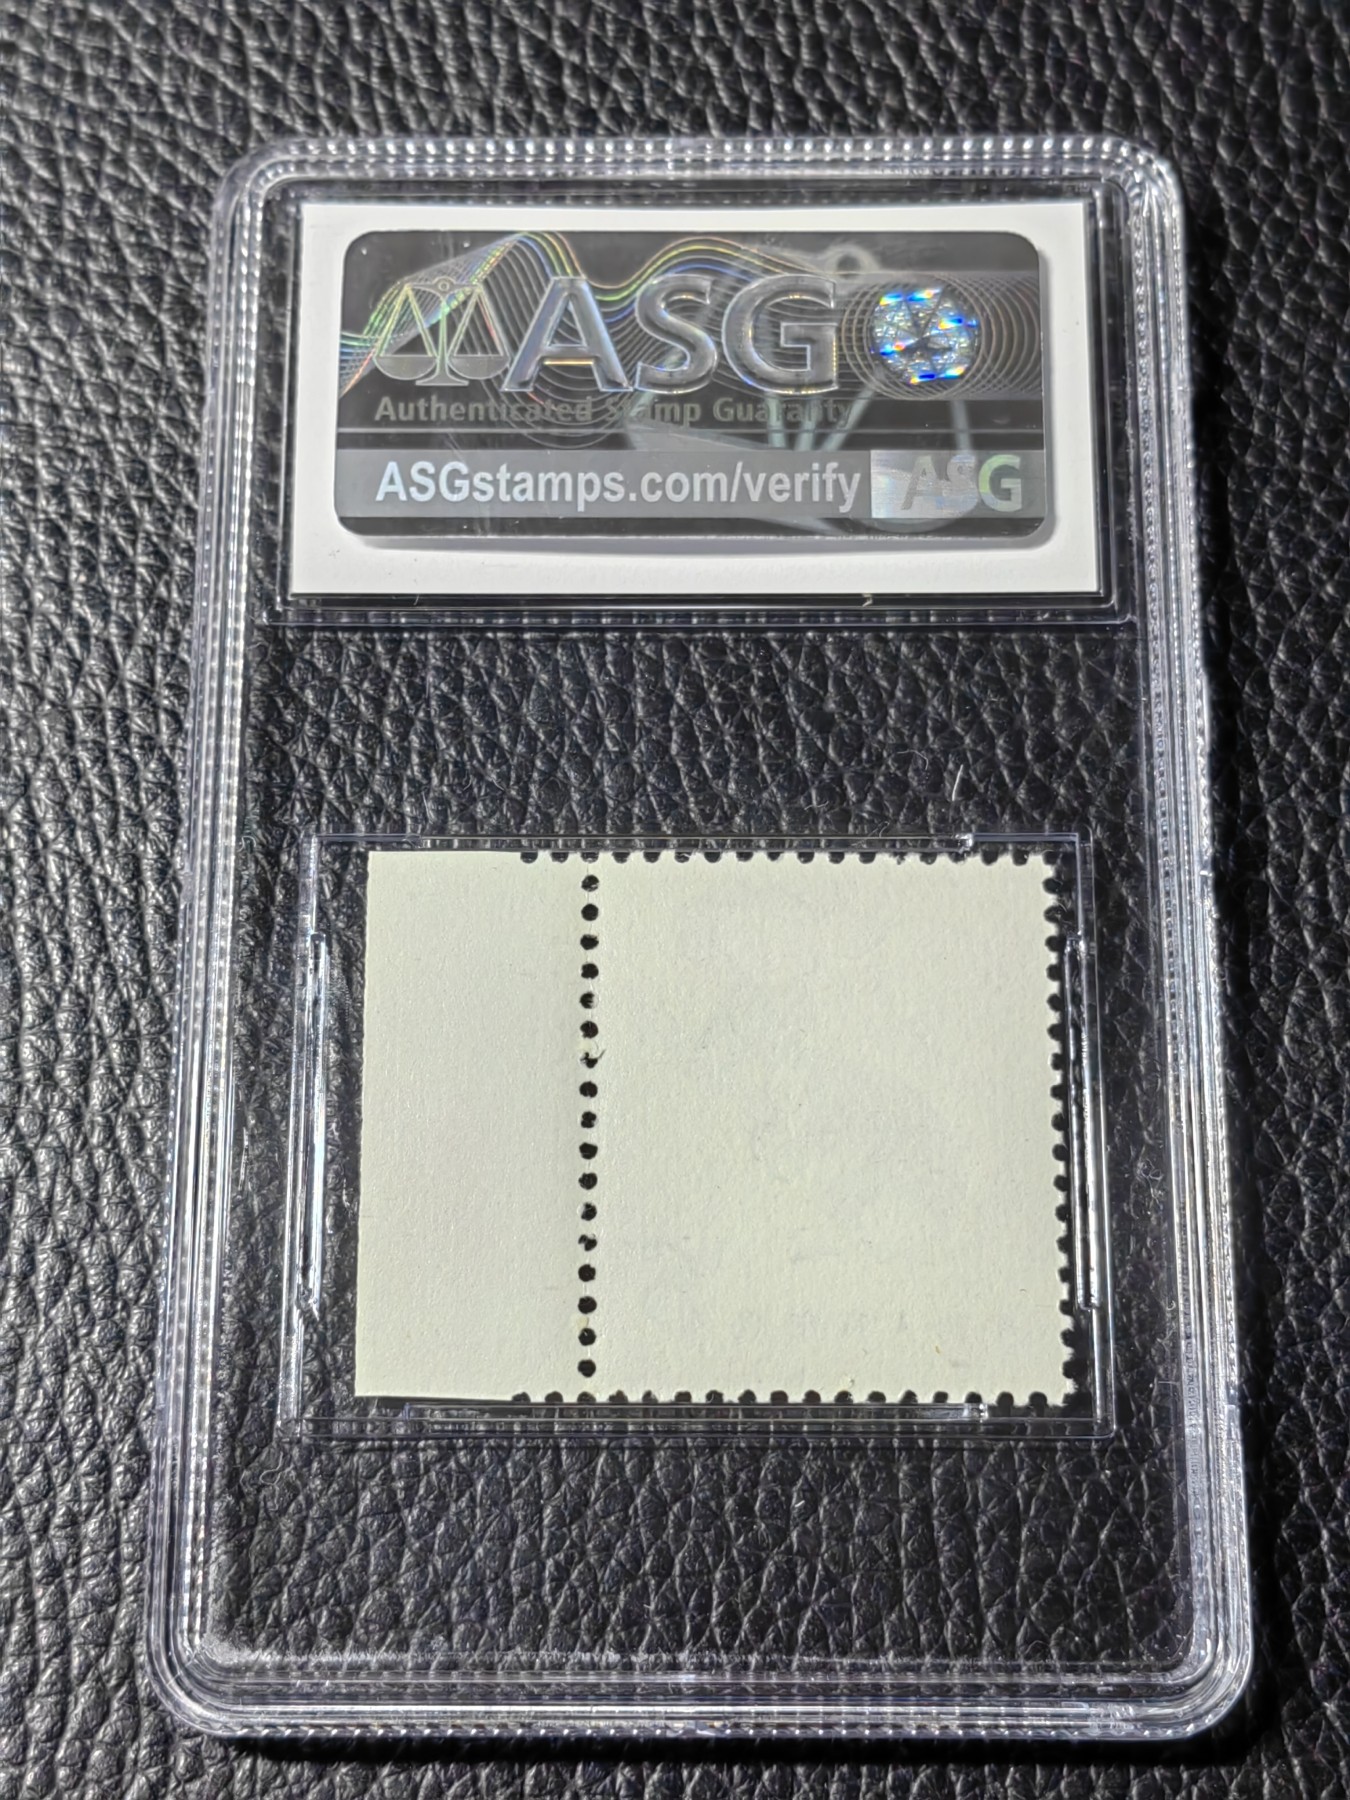 ASG
Authenticated Stamp Guaranty
ASGstamps.com/verify ASG